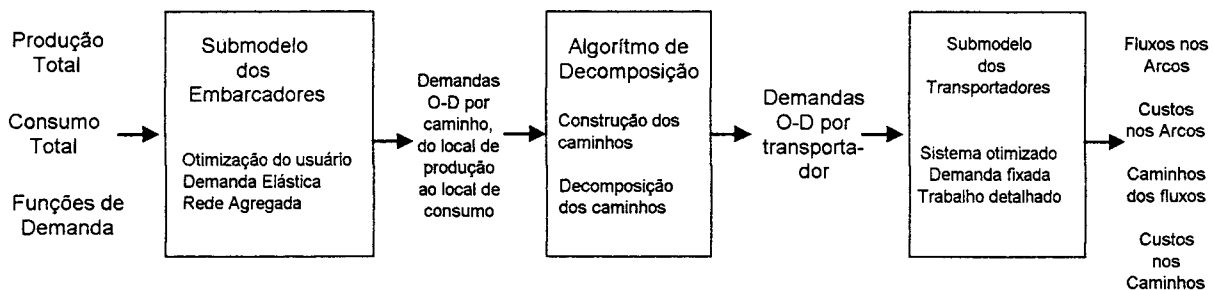 Produção
Total
Consumo
Total
Funções de
Demanda
Submodelo
dos
Embarcadores
Otimização do usuário
Demanda Elástica
Rede Agregada
Demandas
O-D por
caminho,
do local de
produção
ao local de
consumo
Algorítmo de
Decomposição
Construção dos
caminhos
Decomposição
dos caminhos
Demandas
O-D por
transporta-
dor
Submodelo
dos
Transportadores
Sistema otimizado
Demanda fixada
Trabalho detalhado
Fluxos nos
Arcos
Custos
nos Arcos
Caminhos
dos fluxos
Custos
nos
Caminhos